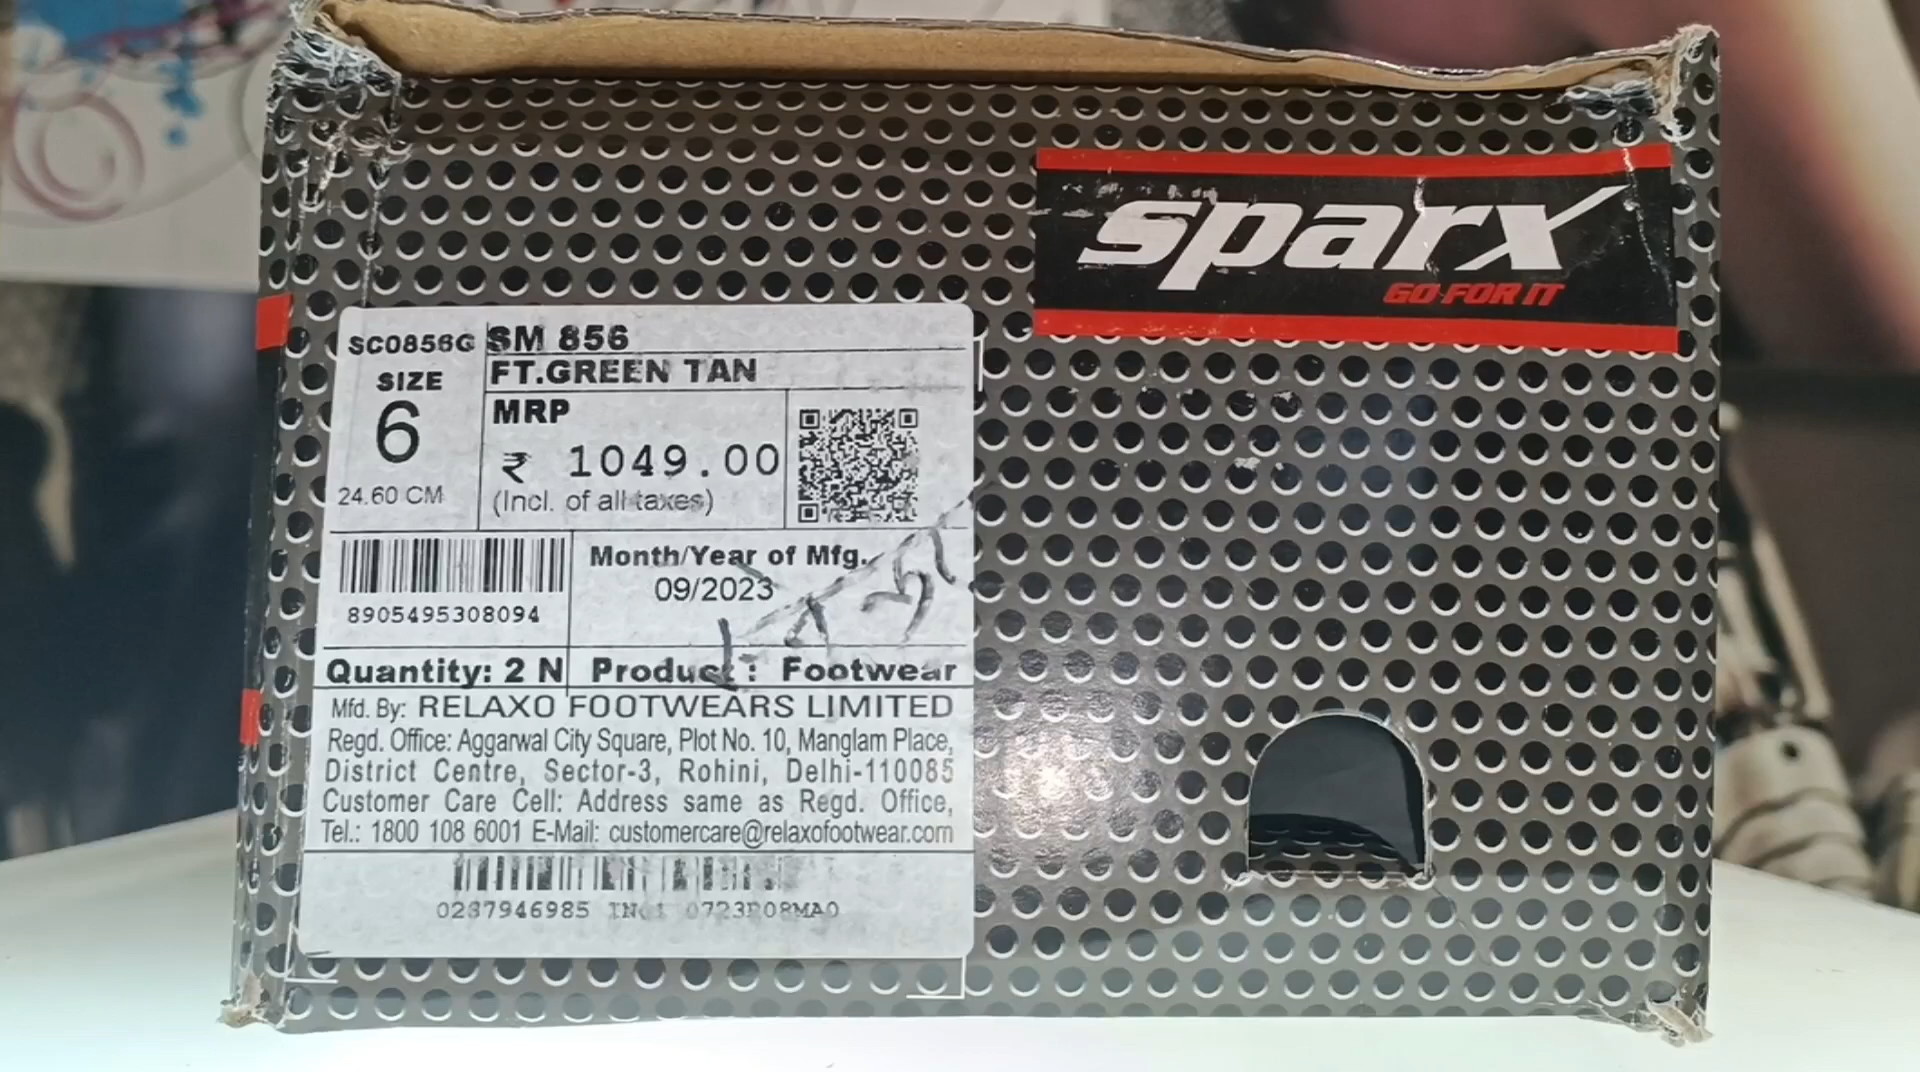 sparx
GO FOR IT
SC0856G SM 856
SIZE FT.GREEN TAN
6 MRP
₹ 1049.00
24.60 CM (Incl. of all taxes)
Month/Year of Mfg.
09/2023
8905495308094
Quantity: 2 N Product : Footwear
Mfd. By: RELAXO FOOTWEARS LIMITED
Regd. Office: Aggarwal City Square, Plot No. 10, Manglam Place,
District Centre, Sector-3, Rohini, Delhi-110085
Customer Care Cell: Address same as Regd. Office,
Tel.: 1800 108 6001 E-Mail: customercare@relaxofootwear.com
0237946985